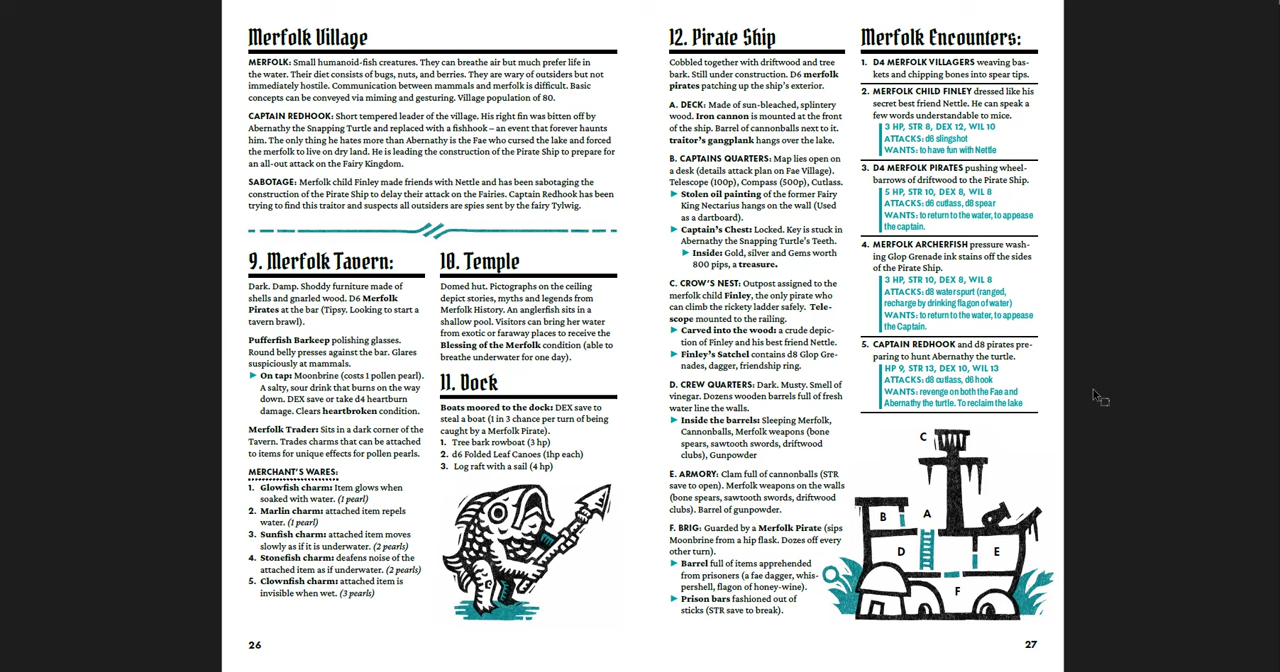 Merfolk Village
MERFOLK: Small humanoid-fish creatures. They can breathe air but much prefer life in
the water. Their diet consists of bugs, nuts, and berries. They are wary of outsiders but not
immediately hostile. Communication between mammals and merfolk is difficult. Basic
concepts can be conveyed via miming and gesturing. Village population of 80.
CAPTAIN REDHOOK: Short tempered leader of the village. His right fin was bitten off by
Abernathy the Snapping Turtle and replaced with a fishhook – an event that forever haunts
him. The only thing he hates more than Abernathy is the Fae who cursed the lake and forced
the merfolk to live on dry land. He is leading the construction of the Pirate Ship to prepare for
an all-out attack on the Fairy Kingdom.
SABOTAGE: Merfolk child Finley made friends with Nettle and has been sabotaging the
construction of the Pirate Ship to delay their attack on the Fairies. Captain Redhook has been
trying to find this traitor and suspects all outsiders are spies sent by the fairy Tylwig.
9. Merfolk Tavern:
Dark. Damp. Shoddy furniture made of
shells and gnarled wood. D6 Merfolk
Pirates at the bar (Tipsy. Looking to start a
tavern brawl).
Pufferfish Barkeep polishing glasses.
Round belly presses against the bar. Glares
suspiciously at mammals.
► On tap: Moonbrine (costs 1 pollen pearl).
A salty, sour drink that burns on the way
down. DEX save or take d4 heartburn
damage. Clears heartbroken condition.
Merfolk Trader: Sits in a dark corner of the
Tavern. Trades charms that can be attached
to items for unique effects for pollen pearls.
MERCHANT'S WARES:
1. Glowfish charm: Item glows when
soaked with water. (1 pearl)
2. Marlin charm: attached item repels
water. (1 pearl)
3. Sunfish charm: attached item moves
slowly as if it is underwater. (2 pearls)
4. Stonefish charm: deafens noise of the
attached item as if underwater. (2 pearls)
5. Clownfish charm: attached item is
invisible when wet. (3 pearls)
10. Temple
Domed hut. Pictographs on the ceiling
depict stories, myths and legends from
Merfolk History. An anglerfish sits in a
shallow pool. Visitors can bring her water
from exotic or faraway places to receive the
Blessing of the Merfolk condition (able to
breathe underwater for one day).
11. Dock
Boats moored to the dock: DEX save to
steal a boat (1 in 3 chance per turn of being
caught by a Merfolk Pirate).
1. Tree bark rowboat (3 hp)
2. d6 Folded Leaf Canoes (1hp each)
3. Log raft with a sail (4 hp)
26
12. Pirate Ship
Cobbled together with driftwood and tree
bark. Still under construction. D6 merfolk
pirates patching up the ship's exterior.
A. DECK: Made of sun-bleached, splintery
wood. Iron cannon is mounted at the front
of the ship. Barrel of cannonballs next to it.
traitor's gangplank hangs over the lake.
B. CAPTAINS QUARTERS: Map lies open on
a desk (details attack plan on Fae Village).
Telescope (100p), Compass (500p), Cutlass.
► Stolen oil painting of the former Fairy
King Nectarius hangs on the wall (Used
as a dartboard).
► Captain's Chest: Locked. Key is stuck in
Abernathy the Snapping Turtle's Teeth.
► Inside: Gold, silver and Gems worth
800 pips, a treasure.
C. CROW'S NEST: Outpost assigned to the
merfolk child Finley, the only pirate who
can climb the rickety ladder safely. Tele-
scope mounted to the railing.
► Carved into the wood: a crude depic-
tion of Finley and his best friend Nettle.
► Finley's Satchel contains d8 Glop Gre-
nades, dagger, friendship ring.
D. CREW QUARTERS: Dark. Musty. Smell of
vinegar. Dozens wooden barrels full of fresh
water line the walls.
► Inside the barrels: Sleeping Merfolk,
Cannonballs, Merfolk weapons (bone
spears, sawtooth swords, driftwood
clubs), Gunpowder
E. ARMORY: Clam full of cannonballs (STR
save to open). Merfolk weapons on the walls
(bone spears, sawtooth swords, driftwood
clubs). Barrel of gunpowder.
F. BRIG: Guarded by a Merfolk Pirate (sips
Moonbrine from a hip flask. Dozes off every
other turn).
► Barrel full of items apprehended
from prisoners (a fae dagger, whis-
pershell, flagon of honey-wine).
► Prison bars fashioned out of
sticks (STR save to break).
Merfolk Encounters:
1. D4 MERFOLK VILLAGERS weaving bas-
kets and chipping bones into spear tips.
2. MERFOLK CHILD FINLEY dressed like his
secret best friend Nettle. He can speak a
few words understandable to mice.
3 HP, STR 8, DEX 12, WIL 10
ATTACKS: d6 slingshot
WANTS: to have fun with Nettle
3. D4 MERFOLK PIRATES pushing wheel-
barrows of driftwood to the Pirate Ship.
5 HP, STR 10, DEX 8, WIL 8
ATTACKS: d6 cutlass, d8 spear
WANTS: to return to the water, to appease
the captain.
4. MERFOLK ARCHERFISH pressure wash-
ing Glop Grenade ink stains off the sides
of the Pirate Ship.
3 HP, STR 10, DEX 8, WIL 8
ATTACKS: d8 water spurt (ranged,
recharge by drinking flagon of water)
WANTS: to return to the water, to appease
the Captain.
5. CAPTAIN REDHOOK and d8 pirates pre-
paring to hunt Abernathy the turtle.
HP 9, STR 13, DEX 10, WIL 13
ATTACKS: d8 cutlass, d6 hook
WANTS: revenge on both the Fae and
Abernathy the turtle. To reclaim the lake
C
B
A
D
E
F
27